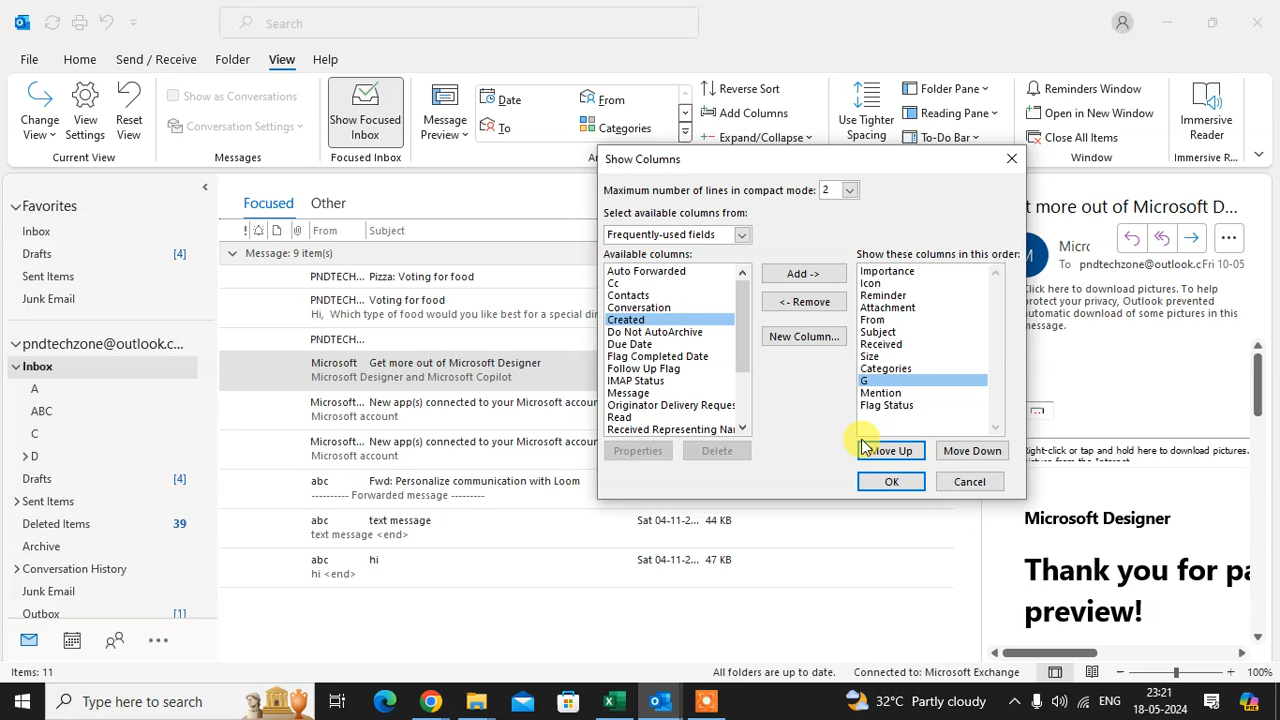 Search
File Home Send / Receive Folder View Help
Change View
View Settings
Reset View
Current View
Show as Conversations
Conversation Settings
Messages
Show Focused Inbox
Focused Inbox
Message Preview
Date From
To Categories
Reverse Sort
Add Columns
Expand/Collapse
Use Tighter Spacing
Folder Pane
Reading Pane
To-Do Bar
Reminders Window
Open in New Window
Close All Items
Window
Immersive Reader
Immersive R...
Favorites
Inbox
Drafts [4]
Sent Items
Junk Email
pndtechzone@outlook.c...
Inbox
A
ABC
C
D
Drafts [4]
Sent Items
Deleted Items 39
Archive
Conversation History
Junk Email
Outbox [1]
Focused Other
! From Subject
Message: 9 item(s)
PNDTECH... Pizza: Voting for food
PNDTECH... Voting for food
Hi, Which type of food would you like best for a special di
PNDTECH...
Microsoft Get more out of Microsoft Designer
Microsoft Designer and Microsoft Copilot
Microsoft... New app(s) connected to your Microsoft
Microsoft account
Microsoft... New app(s) connected to your Microsoft
Microsoft account
abc Fwd: Personalize communication with Loom
---------- Forwarded message ---------
abc text message Sat 04-11-2... 44 KB
text message <end>
abc hi Sat 04-11-2... 47 KB
hi <end>
Show Columns
Maximum number of lines in compact mode: 2
Select available columns from:
Frequently-used fields
Available columns:
Auto Forwarded
Cc
Contacts
Conversation
Created
Do Not AutoArchive
Due Date
Flag Completed Date
Follow Up Flag
IMAP Status
Message
Originator Delivery Reques
Read
Received Representing Nar
Properties Delete
Add ->
<- Remove
New Column...
Show these columns in this order:
Importance
Icon
Reminder
Attachment
From
Subject
Received
Size
Categories
G
Mention
Flag Status
Move Up Move Down
OK Cancel
t more out of Microsoft D...
Micrc
To pndtechzone@outlook.c Fri 10-05
Click here to download pictures. To help
protect your privacy, Outlook prevented
automatic download of some pictures in this
message.
Right-click or tap and hold here to download pictures.
Microsoft Designer
Thank you for pa
preview!
Items: 11 All folders are up to date. Connected to: Microsoft Exchange 100%
Type here to search 32°C Partly cloudy ENG 23:21
18-05-2024